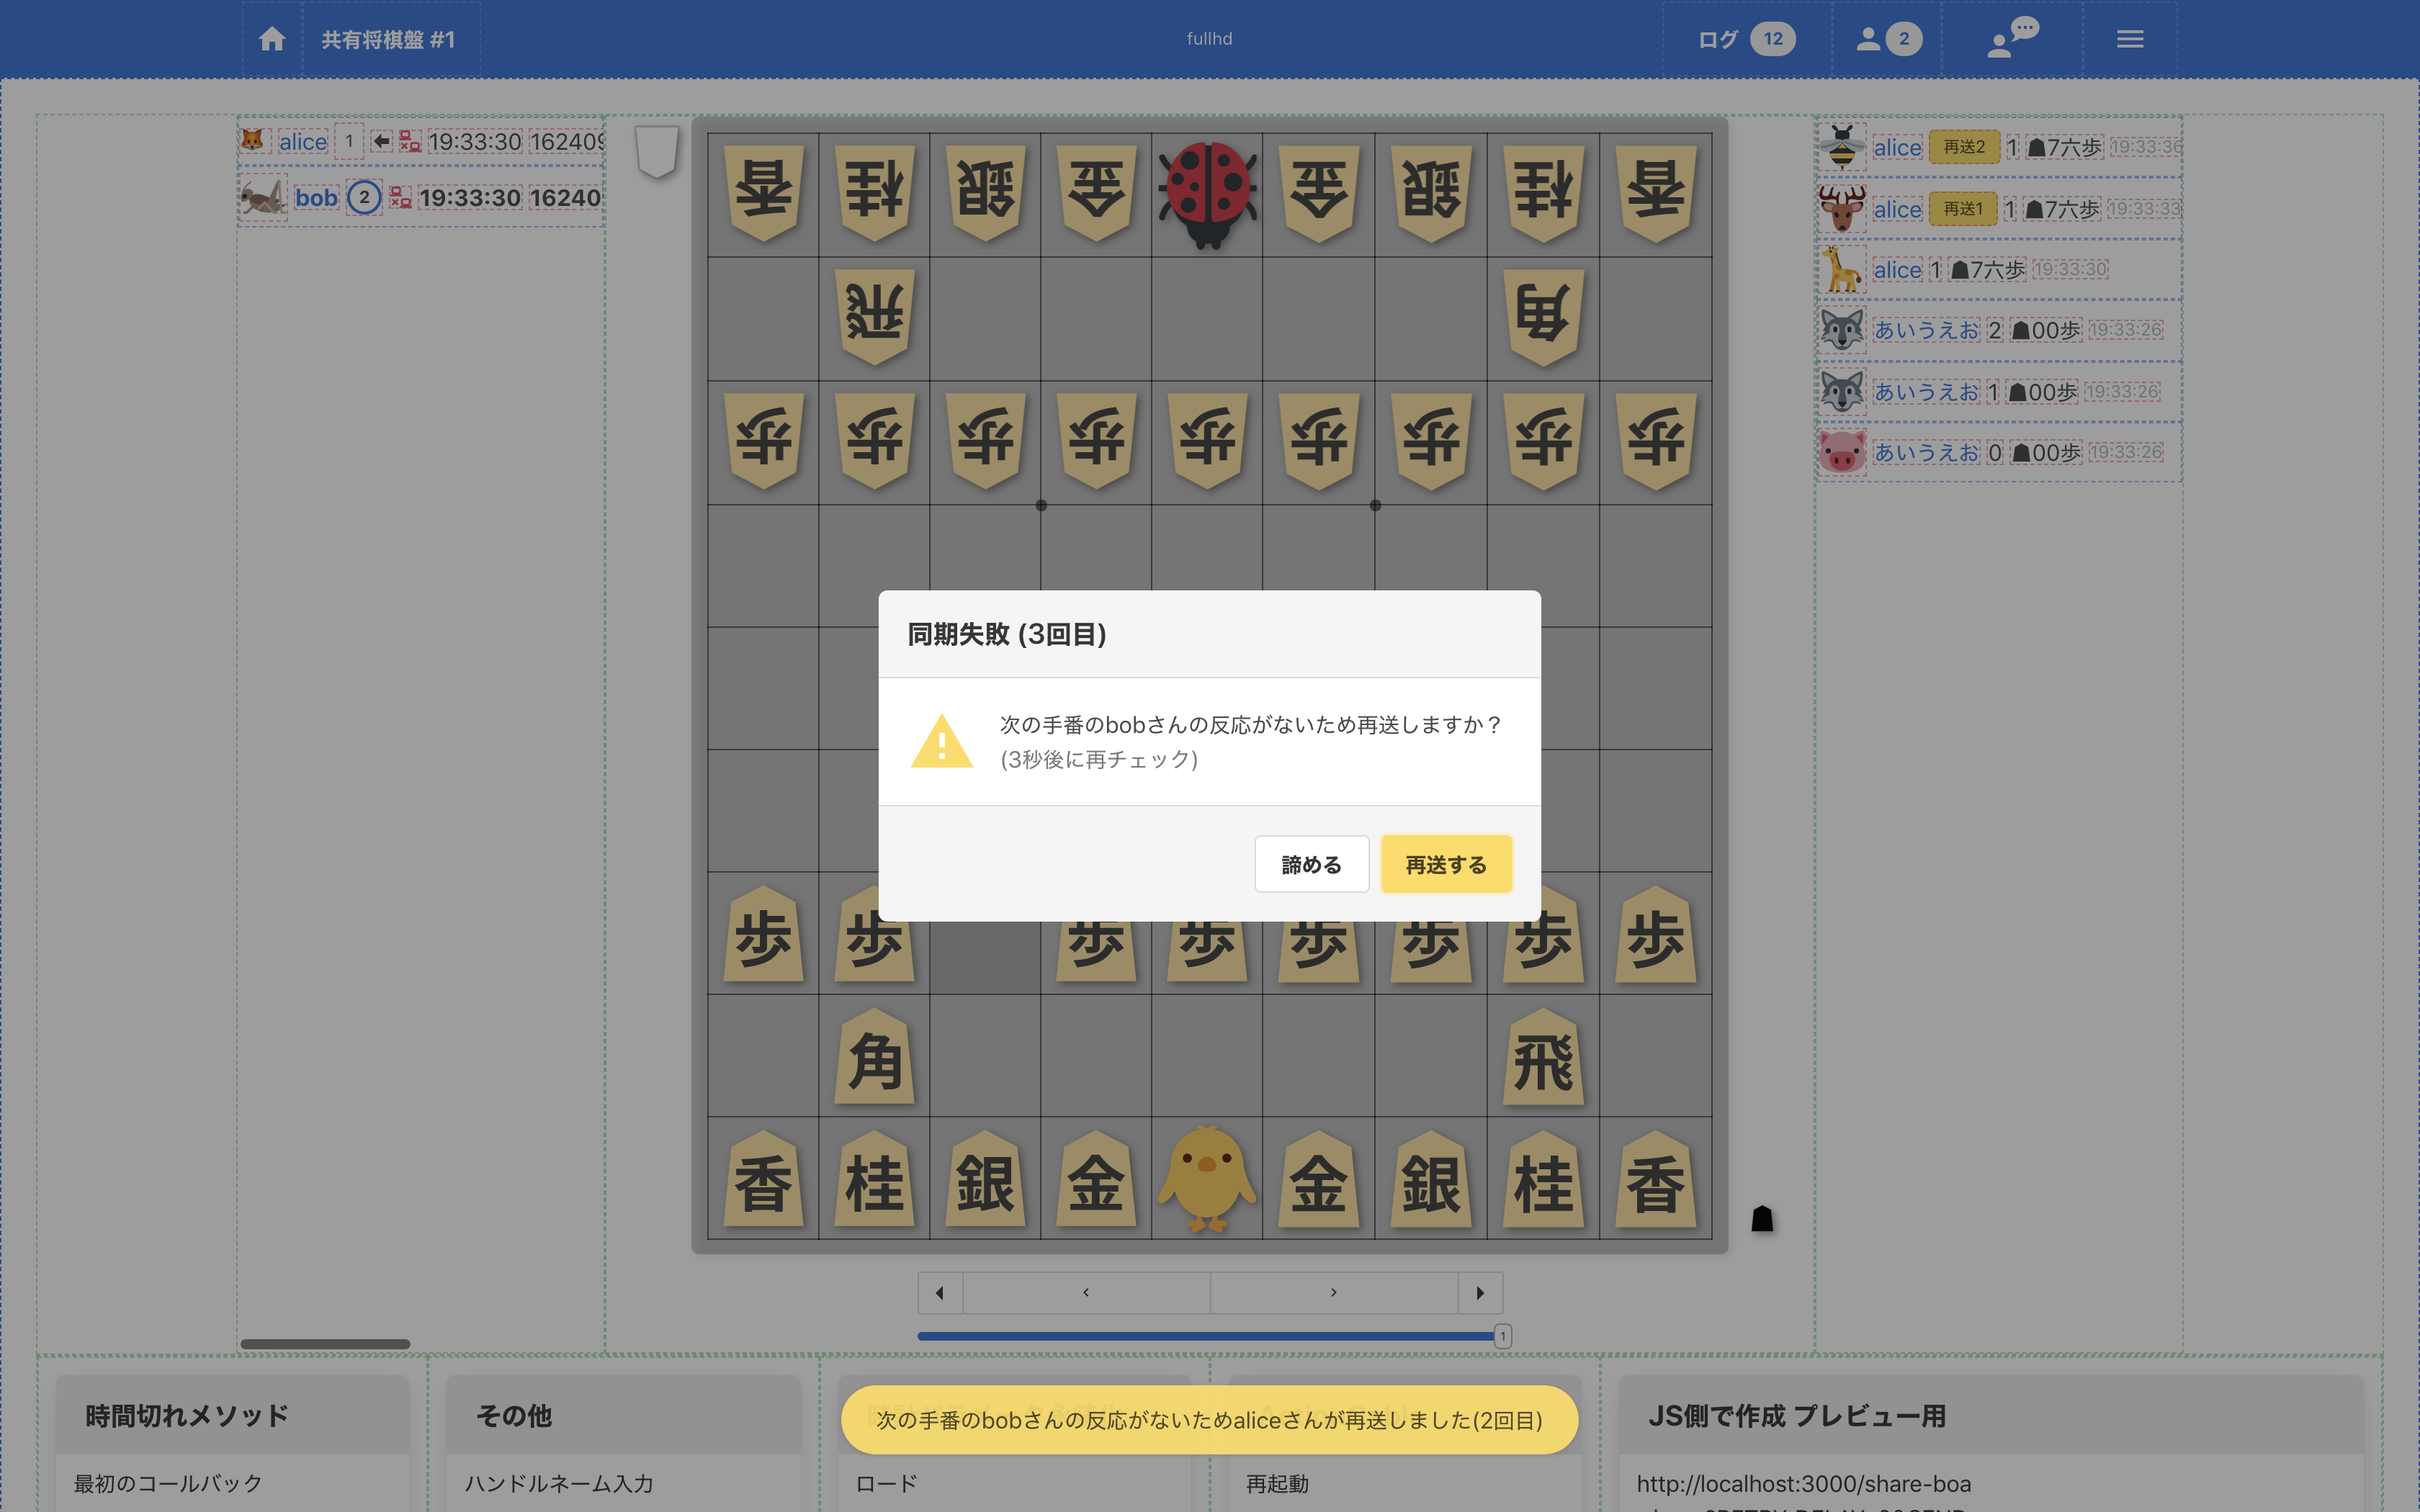 共有将棋盤 #1
fullhd
ログ 12
2
alice 1 19:33:30 162409
bob 2 19:33:30 16240
alice 再送2 1 ☗7六歩 19:33:36
alice 再送1 1 ☗7六歩 19:33:33
alice 1 ☗7六歩 19:33:30
あいうえお 2 ☗00歩 19:33:26
あいうえお 1 ☗00歩 19:33:26
あいうえお 0 ☗00歩 19:33:26
香 桂 銀 金 金 銀 桂 香
飛 角
歩 歩 歩 歩 歩 歩 歩 歩 歩
同期失敗 (3回目)
次の手番のbobさんの反応がないため再送しますか？
(3秒後に再チェック)
諦める 再送する
歩 歩 歩 歩 歩 歩 歩 歩
角 飛
香 桂 銀 金 金 銀 桂 香
1
時間切れメソッド
最初のコールバック
その他
ハンドルネーム入力
次の手番のbobさんの反応がないためaliceさんが再送しました(2回目)
ロード
再起動
JS側で作成 プレビュー用
http://localhost:3000/share-boa